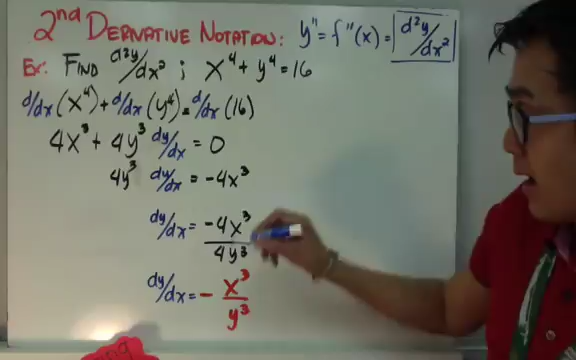 2nd DERIVATIVE NOTATION: y" = f"(x) = d²y/dx²
Ex: FIND d²y/dx² ; x⁴ + y⁴ = 16
d/dx (x⁴) + d/dx (y⁴) = d/dx (16)
4x³ + 4y³ dy/dx = 0
4y³ dy/dx = -4x³
dy/dx = -4x³/4y³
dy/dx = - x³/y³